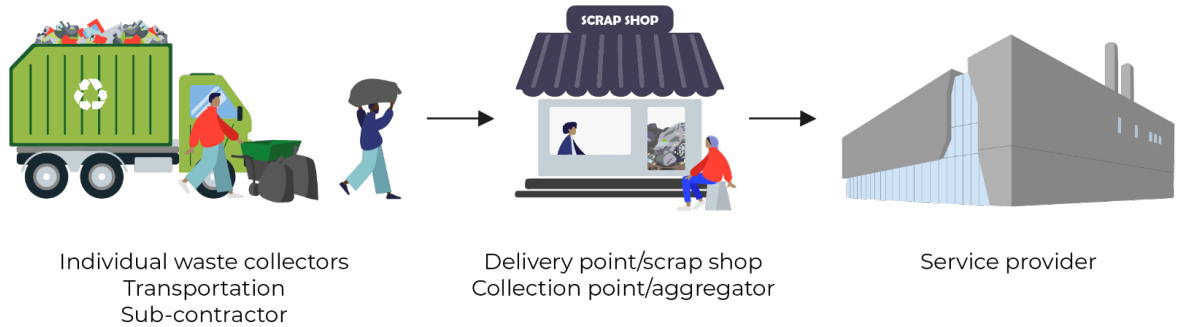 SCRAP SHOP
Individual waste collectors
Transportation
Sub-contractor
Delivery point/scrap shop
Collection point/aggregator
Service provider